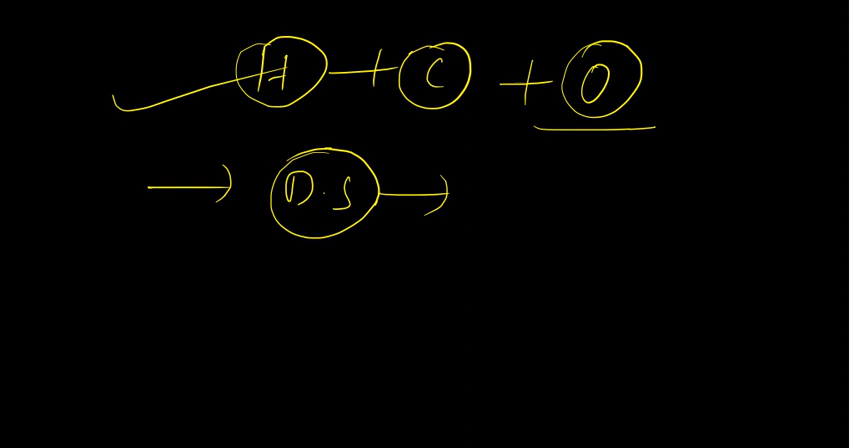 H + C + O
→ D.S →